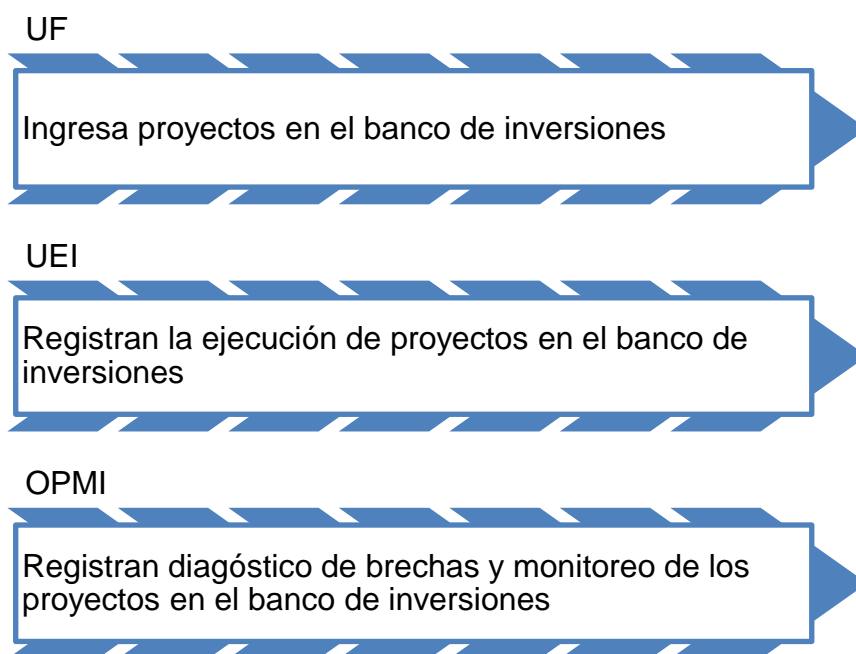 UF
Ingresa proyectos en el banco de inversiones
UEI
Registran la ejecución de proyectos en el banco de
inversiones
OPMI
Registran diagóstico de brechas y monitoreo de los
proyectos en el banco de inversiones